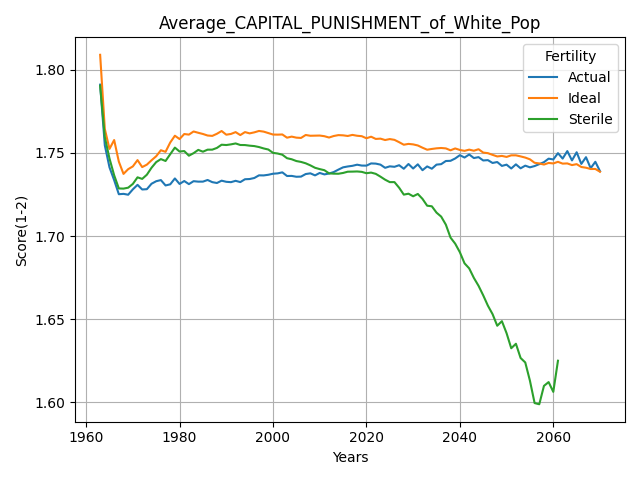 Average_CAPITAL_PUNISHMENT_of_White_Pop
Fertility
Actual
Ideal
Sterile
Score(1-2)
1.80
1.75
1.70
1.65
1.60
1960 1980 2000 2020 2040 2060
Years